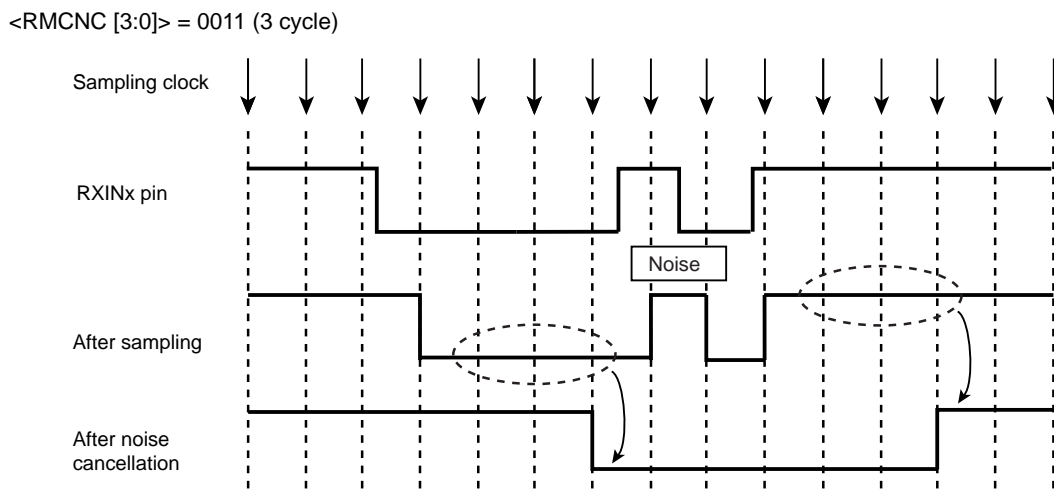 <RMCNC [3:0]> = 0011 (3 cycle)
Sampling clock
RXINx pin
Noise
After sampling
After noise
cancellation